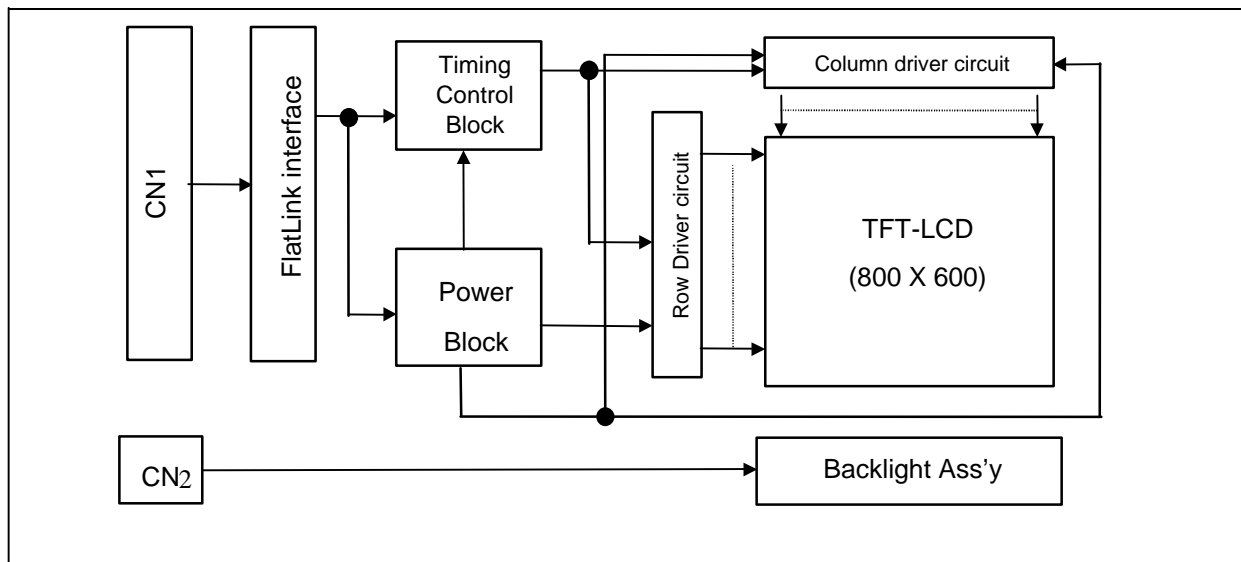 CN1
FlatLink interface
Timing
Control
Block
Power
Block
Row Driver circuit
Column driver circuit
TFT-LCD
(800 X 600)
CN2
Backlight Ass’y